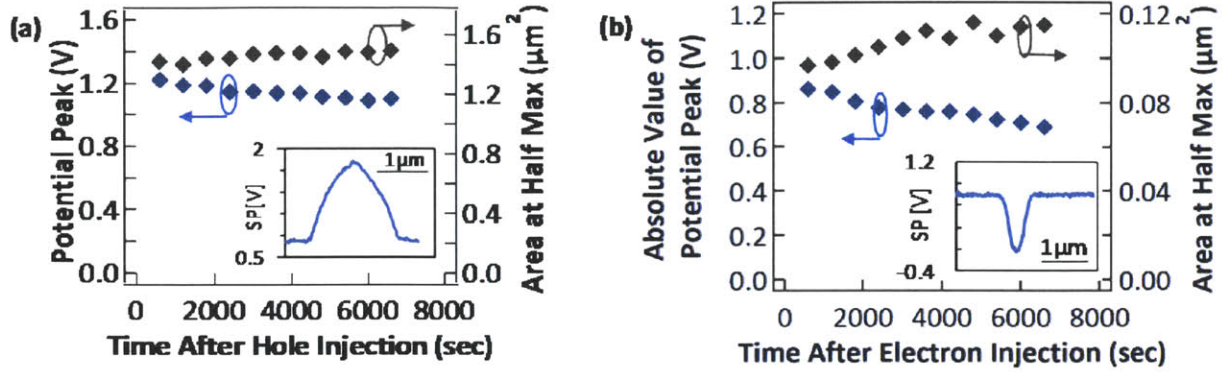 (a)
Potential Peak (V)
1.6
1.2
0.8
0.4
0.0
1.6
1.2
0.8
0.4
0.0
Area at Half Max (μm²)
SP[V]
2
0.5
1μm
0 2000 4000 6000 8000
Time After Hole Injection (sec)
(b)
Absolute Value of
Potential Peak (V)
1.2
1.0
0.8
0.6
0.4
0.2
0.0
0.12
0.08
0.04
0.00
Area at Half Max (μm²)
SP[V]
1.2
−0.4
1μm
0 2000 4000 6000 8000
Time After Electron Injection (sec)